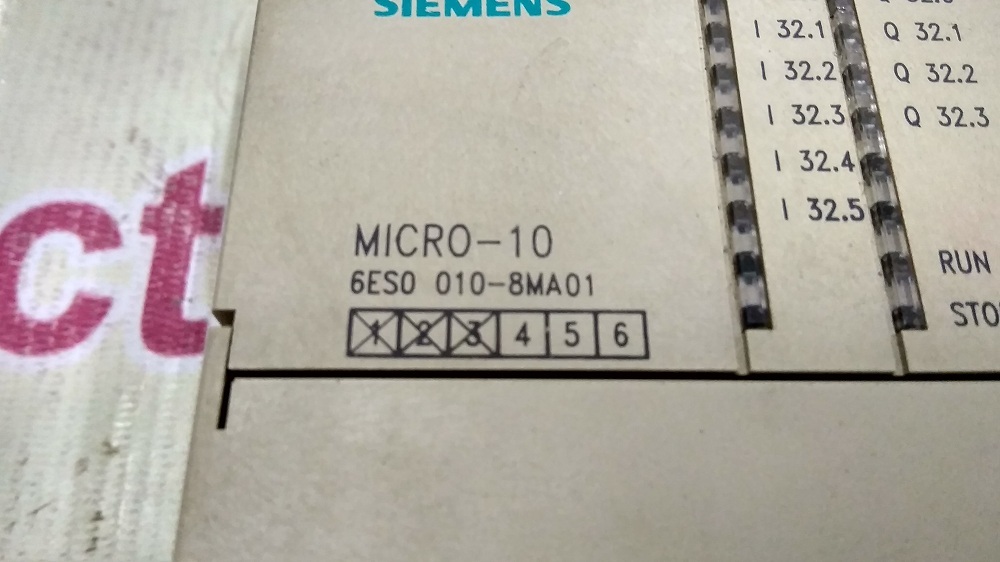 SIEMENS
I 32.1 Q 32.1
I 32.2 Q 32.2
I 32.3 Q 32.3
I 32.4
I 32.5
ct
MICRO-10
6ES0 010-8MA01
RUN
STO
1 2 3 4 5 6